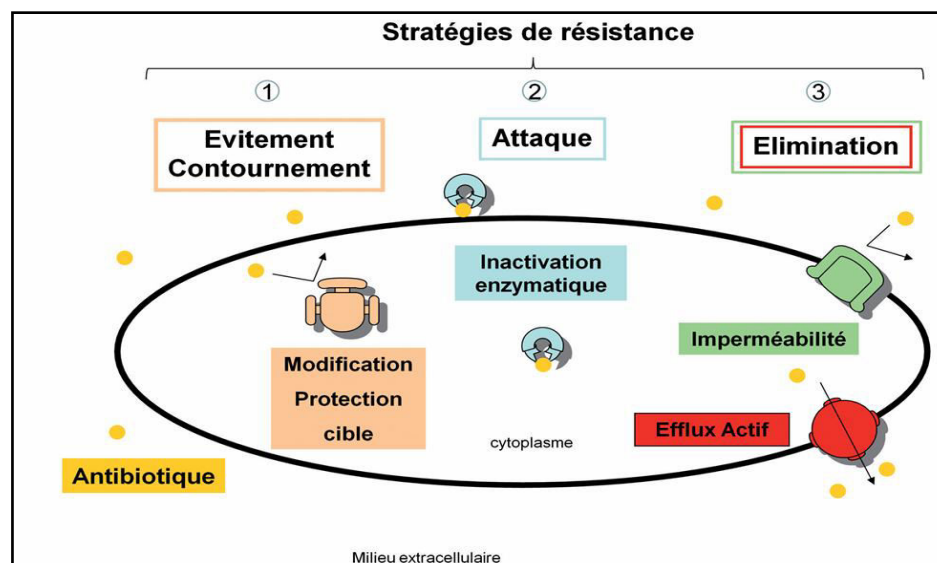 Stratégies de résistance
1
2
3
Evitement
Contournement
Attaque
Elimination
Inactivation
enzymatique
Imperméabilité
Modification
Protection
cible
cytoplasme
Efflux Actif
Antibiotique
Milieu extracellulaire